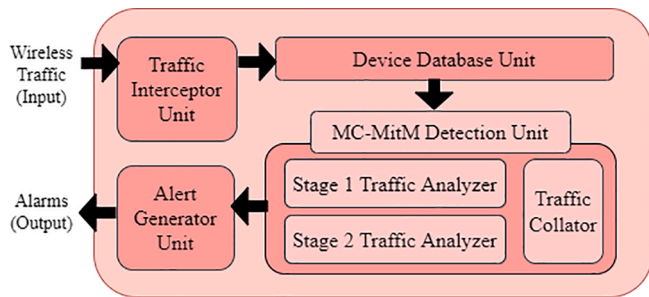 Wireless
Traffic
(Input)
Traffic
Interceptor
Unit
Device Database Unit
MC-MitM Detection Unit
Stage 1 Traffic Analyzer
Stage 2 Traffic Analyzer
Traffic
Collator
Alert
Generator
Unit
Alarms
(Output)